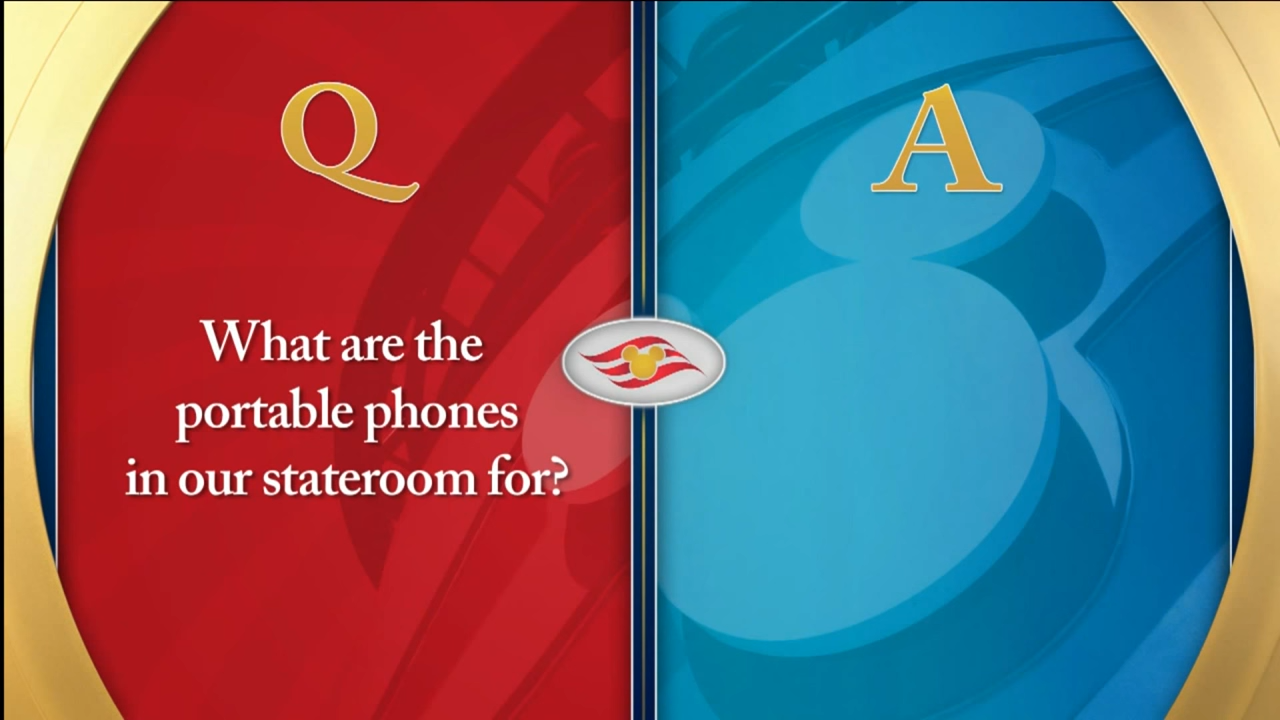 Q
What are the
portable phones
in our stateroom for?
A